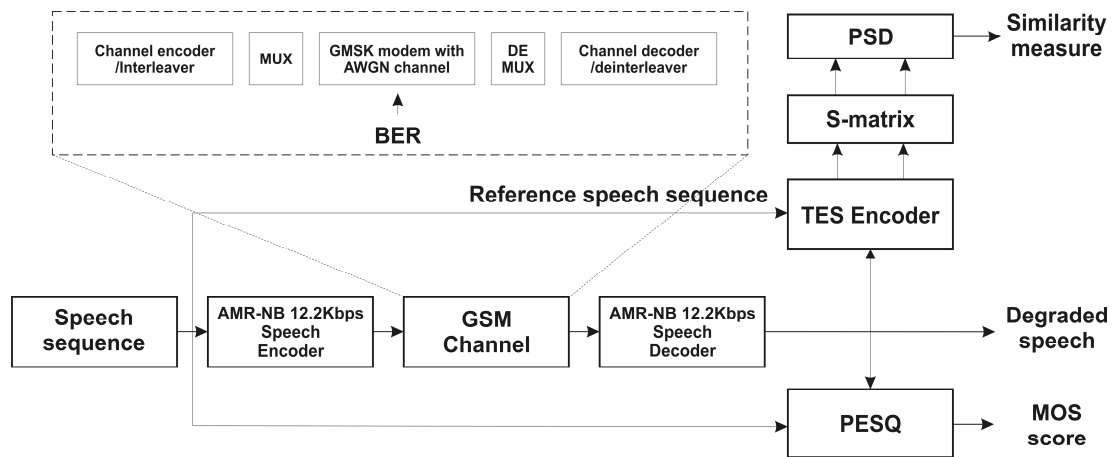 Channel encoder
/Interleaver
MUX
GMSK modem with
AWGN channel
DE
MUX
Channel decoder
/deinterleaver
BER
PSD
Similarity
measure
S-matrix
Reference speech sequence
TES Encoder
Speech
sequence
AMR-NB 12.2Kbps
Speech
Encoder
GSM
Channel
AMR-NB 12.2Kbps
Speech
Decoder
Degraded
speech
PESQ
MOS
score